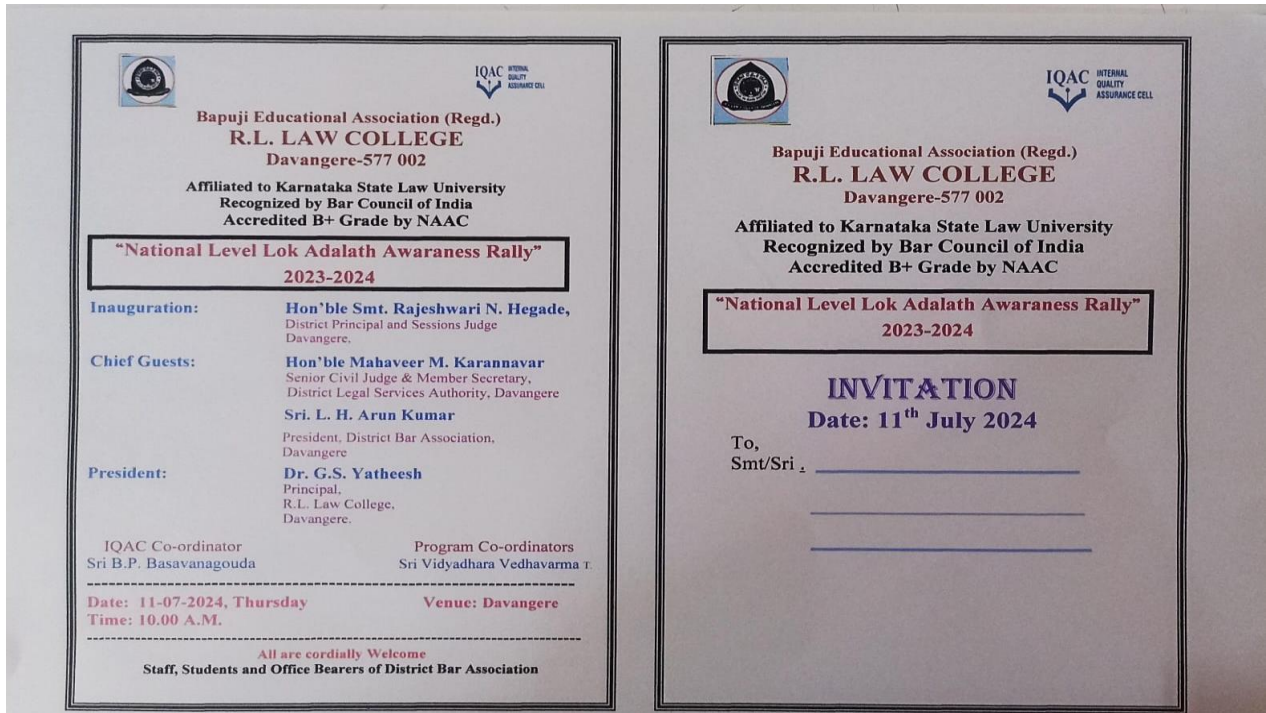 IQAC INTERNAL
QUALITY
ASSURANCE CELL
Bapuji Educational Association (Regd.)
R.L. LAW COLLEGE
Davangere-577 002
Affiliated to Karnataka State Law University
Recognized by Bar Council of India
Accredited B+ Grade by NAAC
“National Level Lok Adalath Awaraness Rally”
2023-2024
Inauguration: Hon’ble Smt. Rajeshwari N. Hegade,
District Principal and Sessions Judge
Davangere.
Chief Guests: Hon’ble Mahaveer M. Karannavar
Senior Civil Judge & Member Secretary,
District Legal Services Authority, Davangere
Sri. L. H. Arun Kumar
President, District Bar Association,
Davangere
President: Dr. G.S. Yatheesh
Principal,
R.L. Law College,
Davangere.
IQAC Co-ordinator Program Co-ordinators
Sri B.P. Basavanagouda Sri Vidyadhara Vedhavarma T.
Date: 11-07-2024, Thursday Venue: Davangere
Time: 10.00 A.M.
All are cordially Welcome
Staff, Students and Office Bearers of District Bar Association
IQAC INTERNAL
QUALITY
ASSURANCE CELL
Bapuji Educational Association (Regd.)
R.L. LAW COLLEGE
Davangere-577 002
Affiliated to Karnataka State Law University
Recognized by Bar Council of India
Accredited B+ Grade by NAAC
“National Level Lok Adalath Awaraness Rally”
2023-2024
INVITATION
Date: 11th July 2024
To,
Smt/Sri .